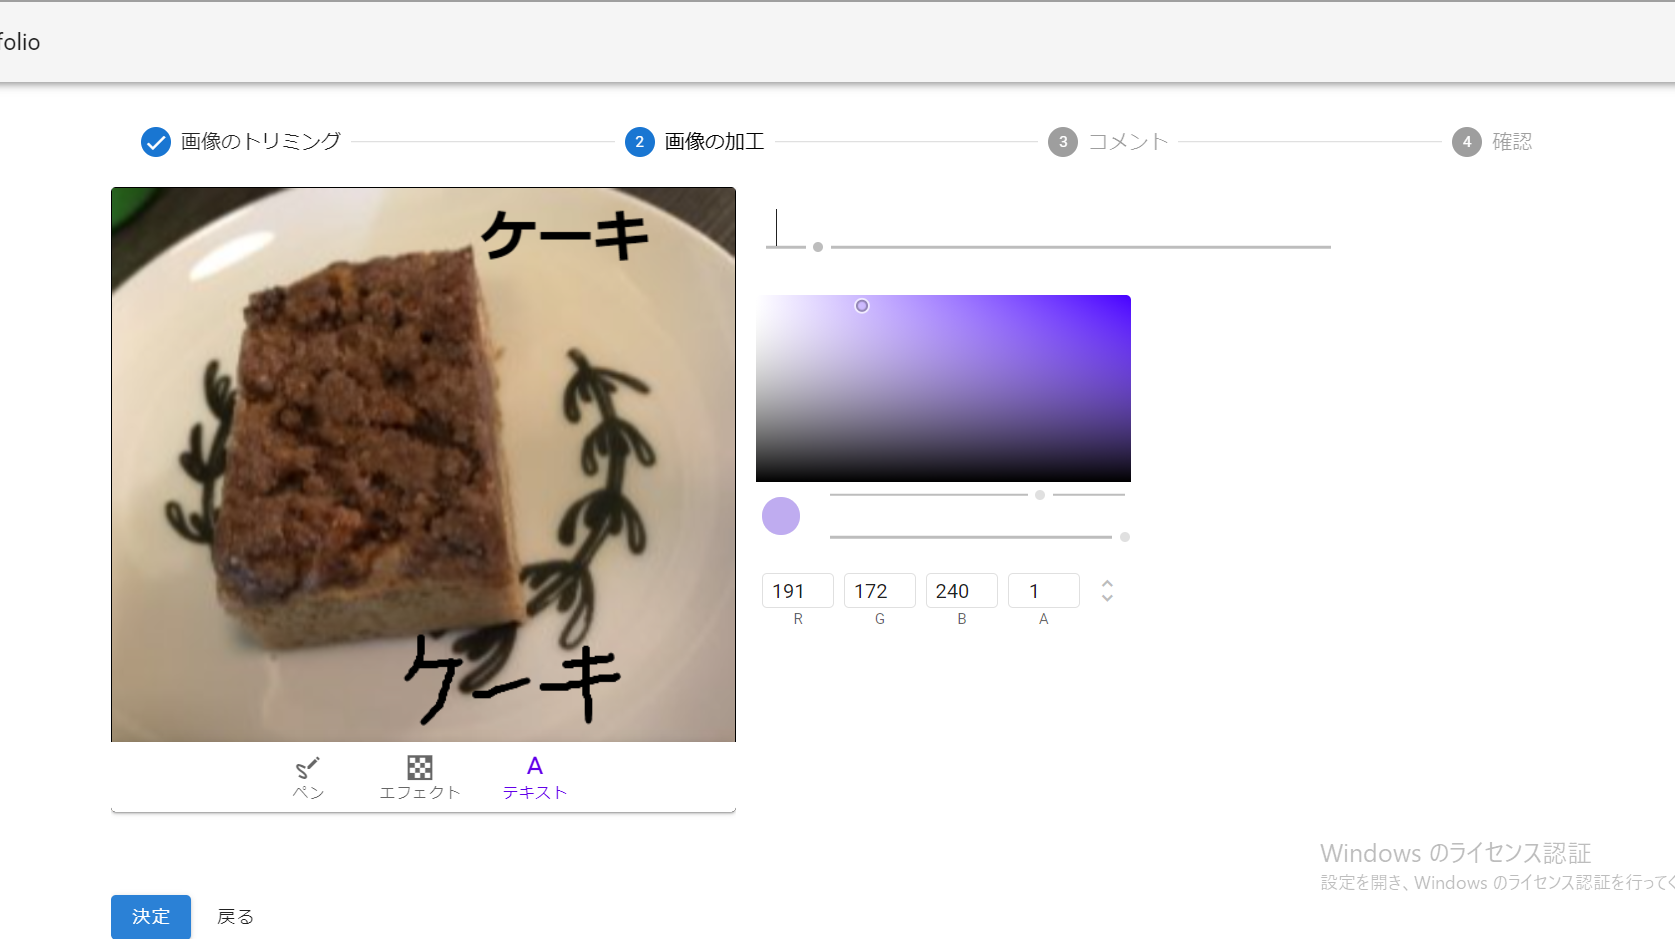 folio
画像のトリミング
2 画像の加工
3 コメント
4 確認
ケーキ
ケーキ
191 172 240 1
R G B A
A
ペン エフェクト テキスト
Windows のライセンス認証
設定を開き、Windows のライセンス認証を行って
決定 戻る